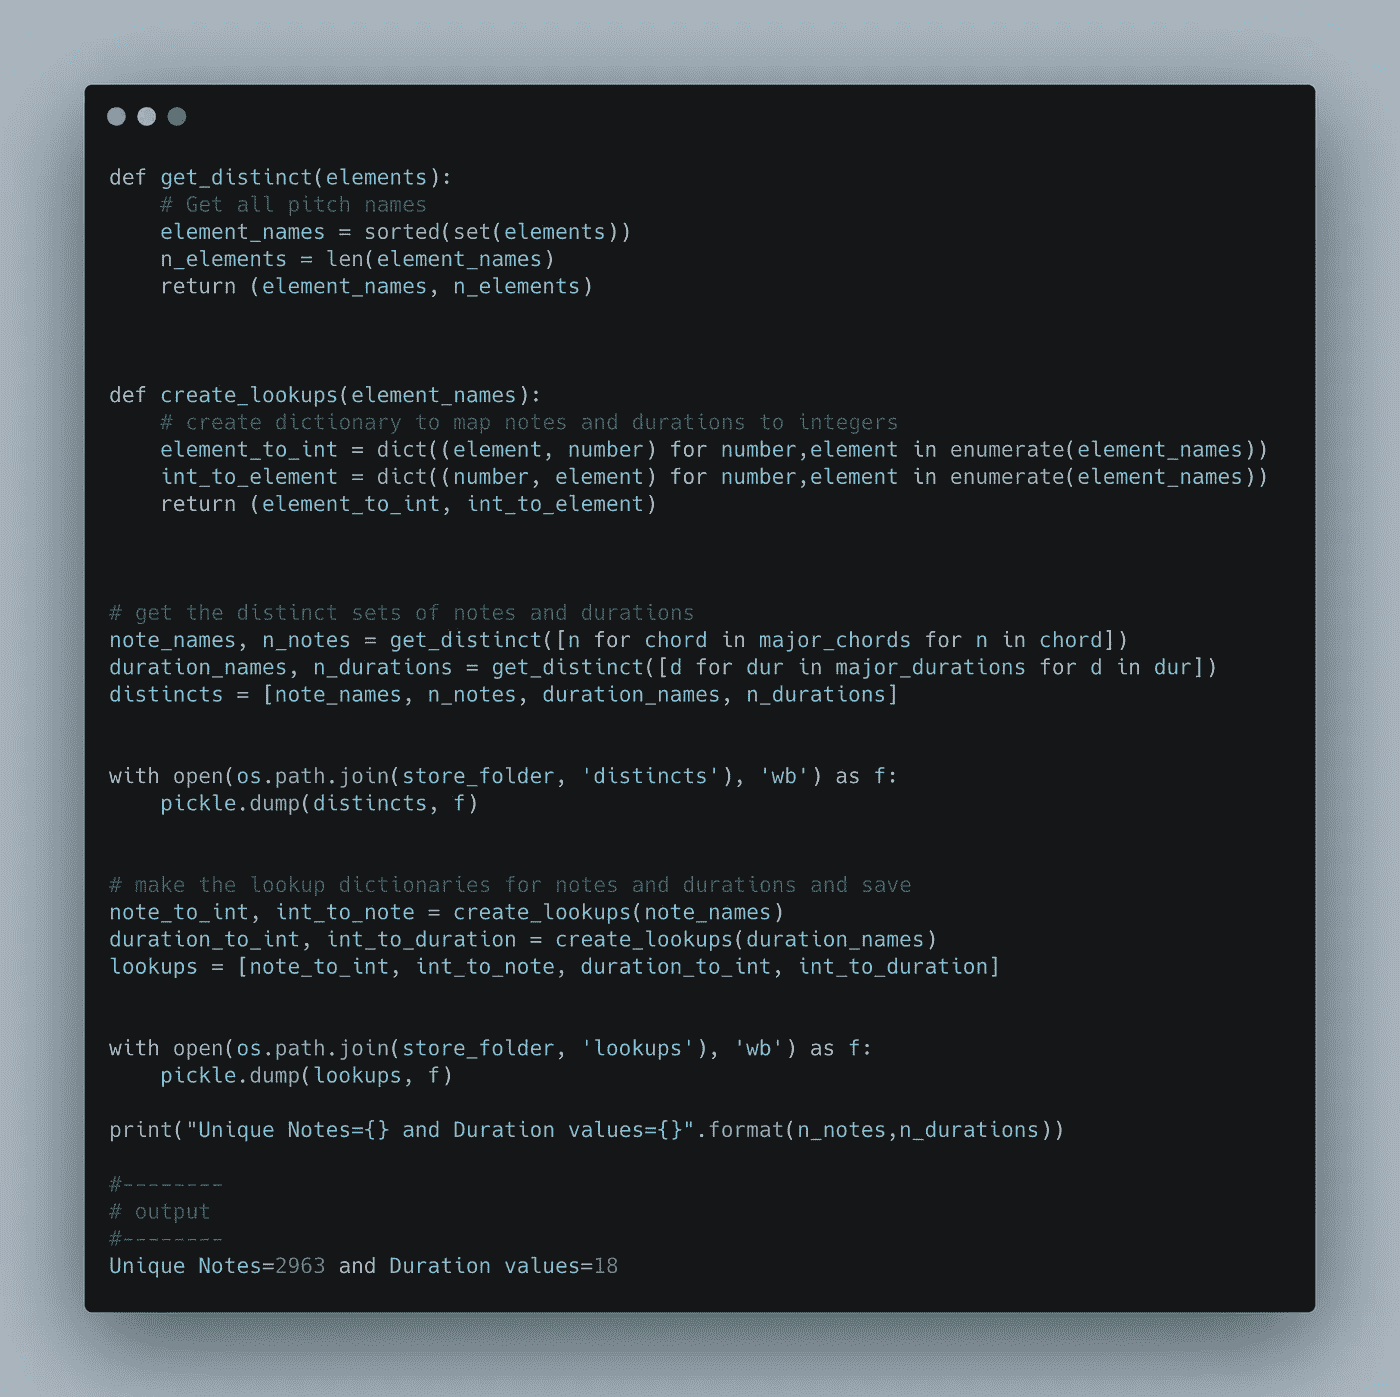 def get_distinct(elements):
    # Get all pitch names
    element_names = sorted(set(elements))
    n_elements = len(element_names)
    return (element_names, n_elements)
def create_lookups(element_names):
    # create dictionary to map notes and durations to integers
    element_to_int = dict((element, number) for number,element in enumerate(element_names))
    int_to_element = dict((number, element) for number,element in enumerate(element_names))
    return (element_to_int, int_to_element)
# get the distinct sets of notes and durations
note_names, n_notes = get_distinct([n for chord in major_chords for n in chord])
duration_names, n_durations = get_distinct([d for dur in major_durations for d in dur])
distincts = [note_names, n_notes, duration_names, n_durations]
with open(os.path.join(store_folder, 'distincts'), 'wb') as f:
    pickle.dump(distincts, f)
# make the lookup dictionaries for notes and durations and save
note_to_int, int_to_note = create_lookups(note_names)
duration_to_int, int_to_duration = create_lookups(duration_names)
lookups = [note_to_int, int_to_note, duration_to_int, int_to_duration]
with open(os.path.join(store_folder, 'lookups'), 'wb') as f:
    pickle.dump(lookups, f)
print("Unique Notes={} and Duration values={}".format(n_notes,n_durations))
#--------
# output
#--------
Unique Notes=2963 and Duration values=18